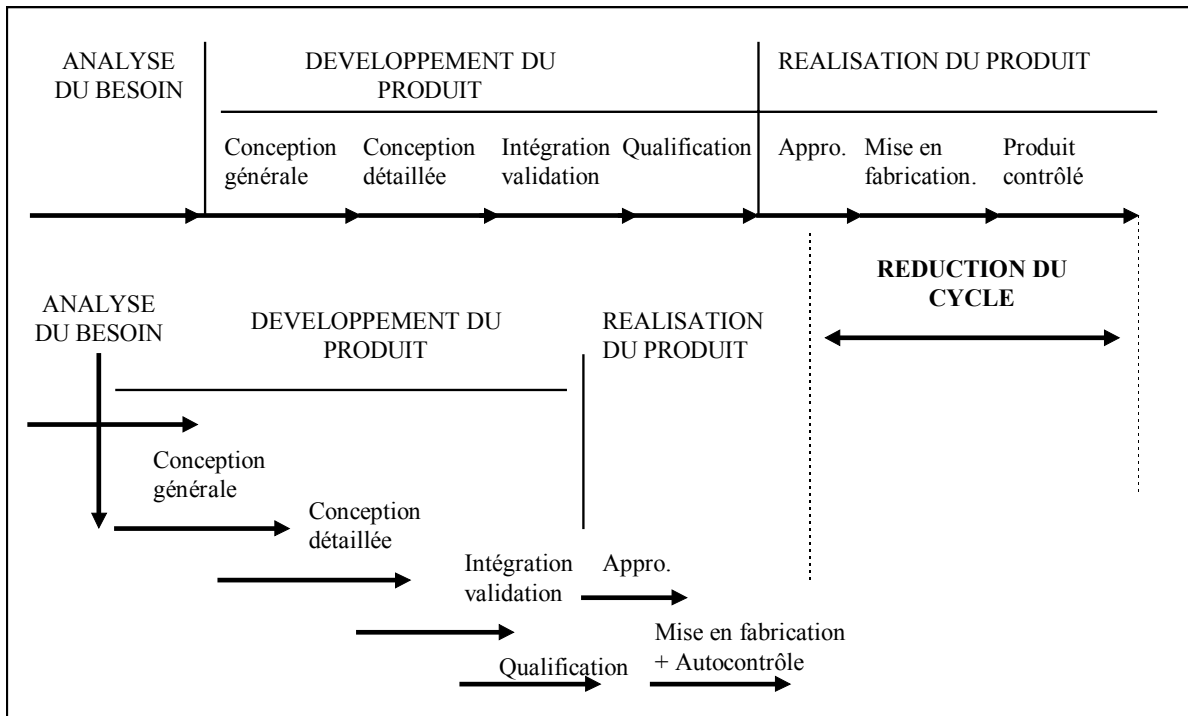 ANALYSE
DU BESOIN
DEVELOPPEMENT DU
PRODUIT
REALISATION DU PRODUIT
Conception
générale
Conception
détaillée
Intégration
validation
Qualification
Appro.
Mise en
fabrication.
Produit
contrôlé
REDUCTION DU
CYCLE
ANALYSE
DU BESOIN
DEVELOPPEMENT DU
PRODUIT
REALISATION
DU PRODUIT
Conception
générale
Conception
détaillée
Intégration
validation
Appro.
Qualification
Mise en fabrication
+ Autocontrôle